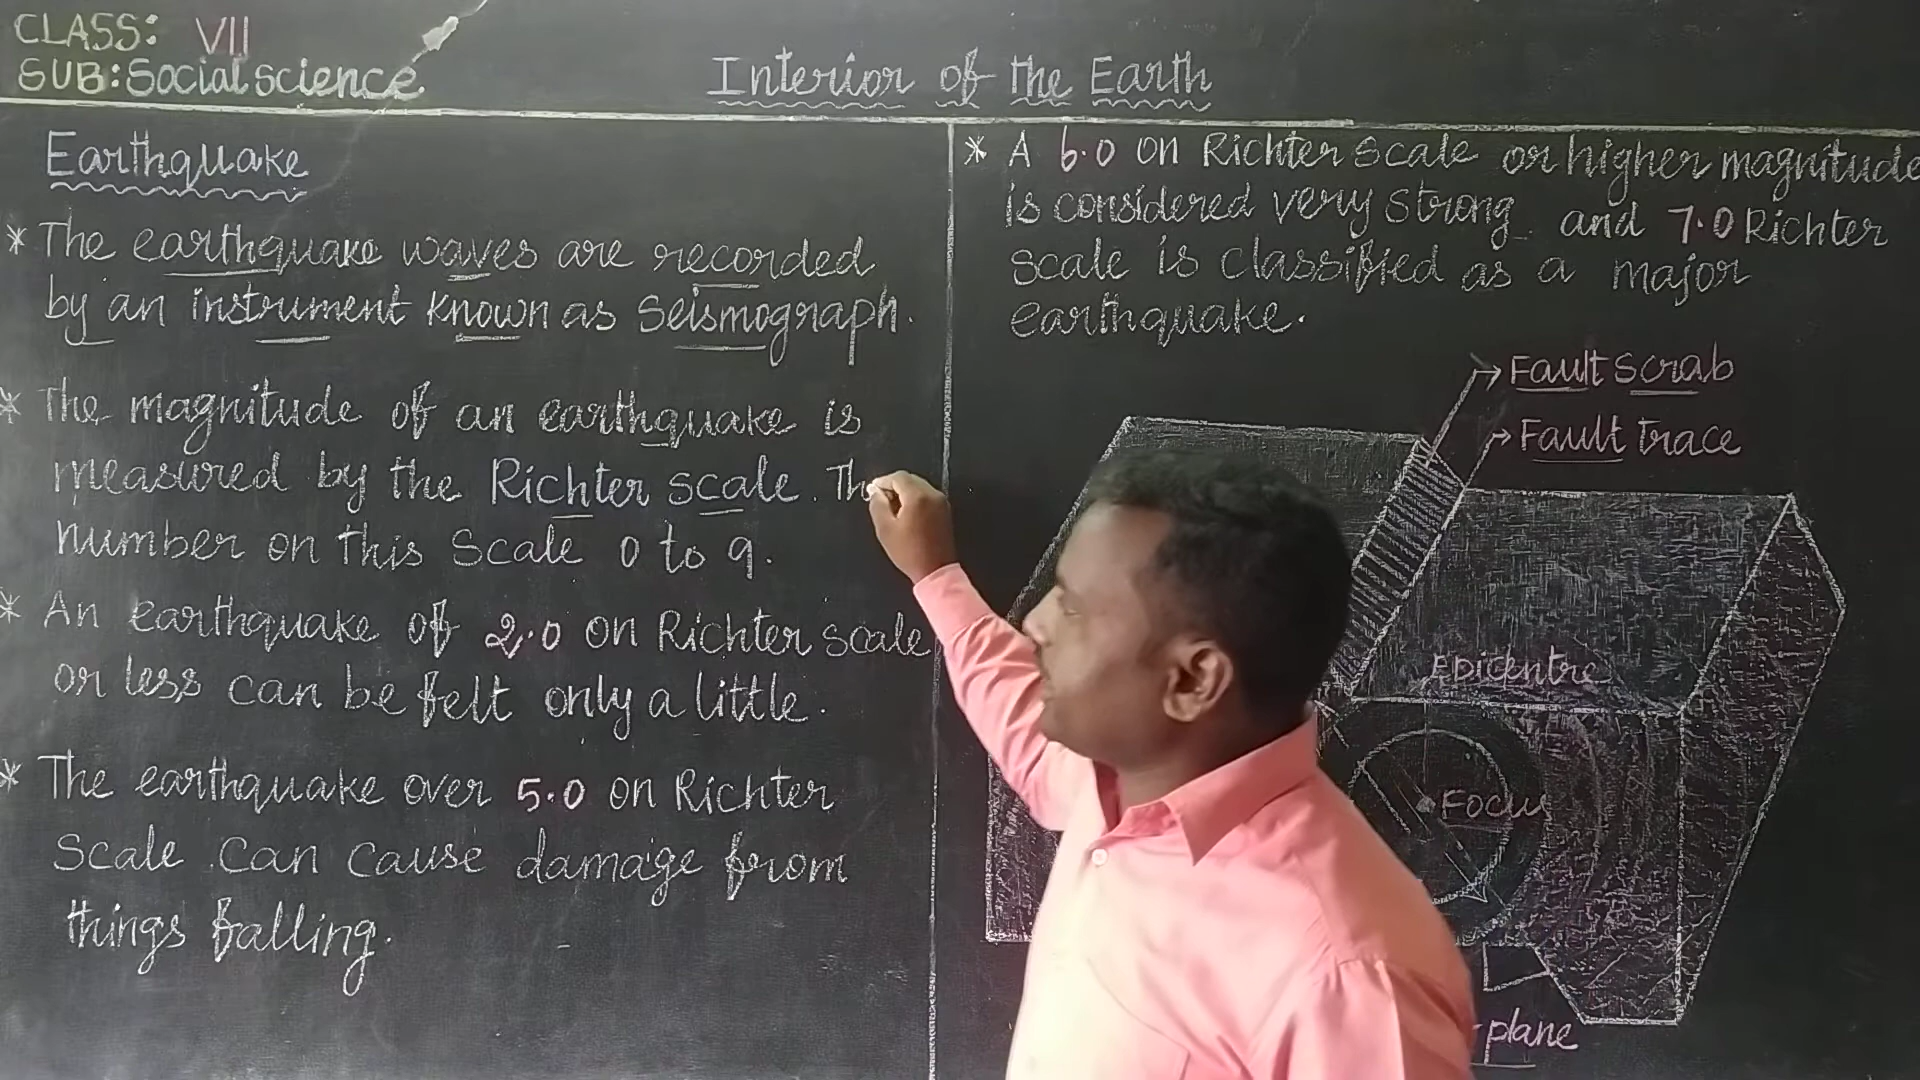 CLASS: VII
SUB: Social science
Interior of the Earth
Earthquake
* The earthquake waves are recorded
by an instrument known as Seismograph.
* The magnitude of an earthquake is
measured by the Richter scale. The
number on this Scale 0 to 9.
* An earthquake of 2.0 on Richter scale
or less can be felt only a little.
* The earthquake over 5.0 on Richter
Scale can cause damage from
things falling.
* A 6.0 on Richter scale or higher magnitude
is considered very strong and 7.0 Richter
scale is classified as a major
earthquake.
Fault Scrab
Fault trace
Epicentre
Focus
plane